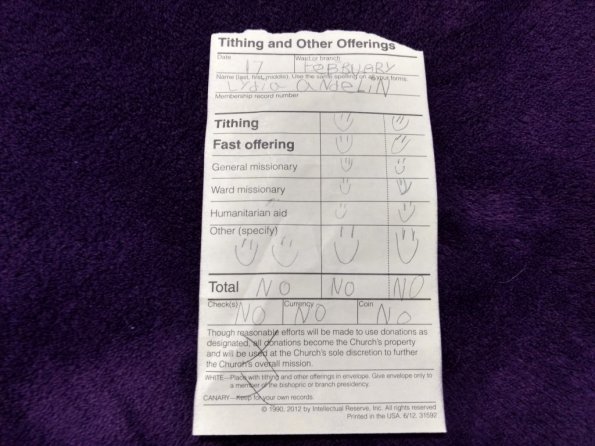 Tithing and Other Offerings
Date Ward or branch
17 FEBRUARY
Name (last, first, middle). Use the same spelling on all your forms.
Lydia ANdELIN
Membership record number
Tithing
Fast offering
General missionary
Ward missionary
Humanitarian aid
Other (specify)
Total NO NO NO
Check(s) Currency Coin
NO NO NO
Though reasonable efforts will be made to use donations as
designated, all donations become the Church's property
and will be used at the Church's sole discretion to further
the Church's overall mission.
WHITE—Place with tithing and other offerings in envelope. Give envelope only to
a member of the bishopric or branch presidency.
CANARY—Keep for your own records.
© 1990, 2012 by Intellectual Reserve, Inc. All rights reserved
Printed in the USA. 6/12. 31592